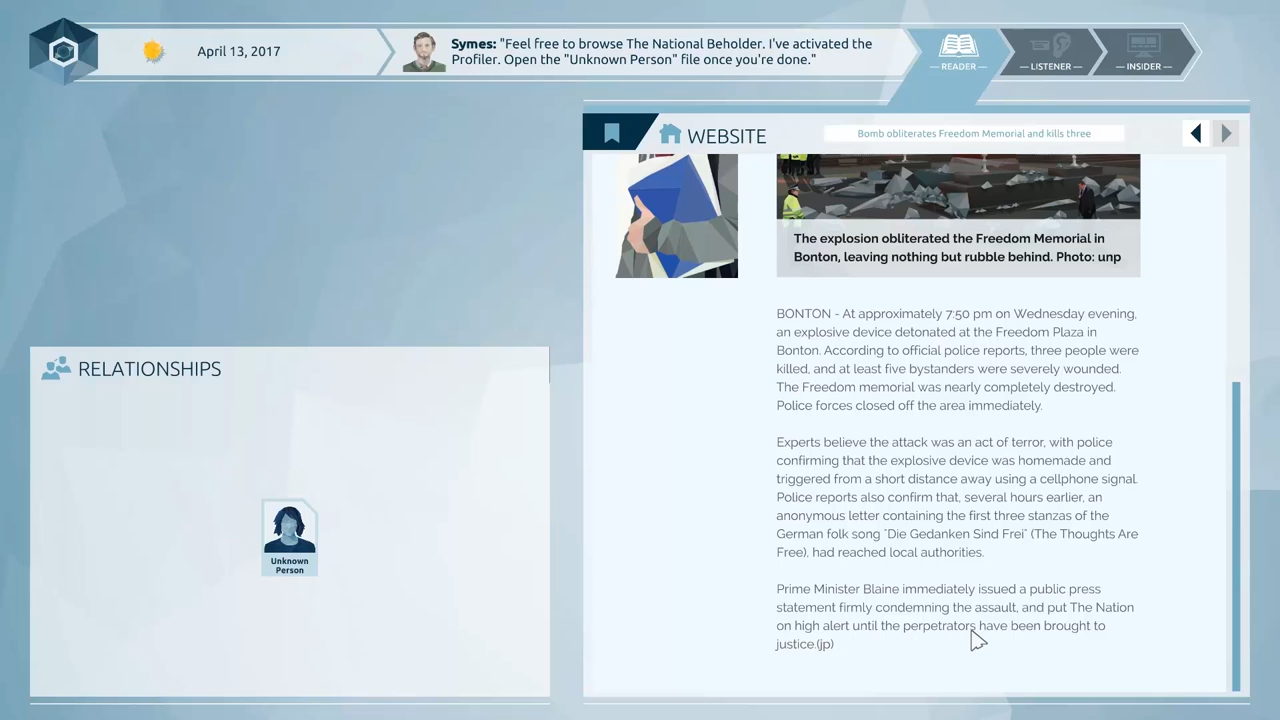 April 13, 2017
Symes: "Feel free to browse The National Beholder. I've activated the
Profiler. Open the "Unknown Person" file once you're done."
— READER —
— LISTENER —
— INSIDER —
WEBSITE
Bomb obliterates Freedom Memorial and kills three
The explosion obliterated the Freedom Memorial in
Bonton, leaving nothing but rubble behind. Photo: unp
BONTON - At approximately 7:50 pm on Wednesday evening,
an explosive device detonated at the Freedom Plaza in
Bonton. According to official police reports, three people were
killed, and at least five bystanders were severely wounded.
The Freedom memorial was nearly completely destroyed.
Police forces closed off the area immediately.
Experts believe the attack was an act of terror, with police
confirming that the explosive device was homemade and
triggered from a short distance away using a cellphone signal.
Police reports also confirm that, several hours earlier, an
anonymous letter containing the first three stanzas of the
German folk song "Die Gedanken Sind Frei" (The Thoughts Are
Free), had reached local authorities.
Prime Minister Blaine immediately issued a public press
statement firmly condemning the assault, and put The Nation
on high alert until the perpetrators have been brought to
justice.(jp)
RELATIONSHIPS
Unknown
Person